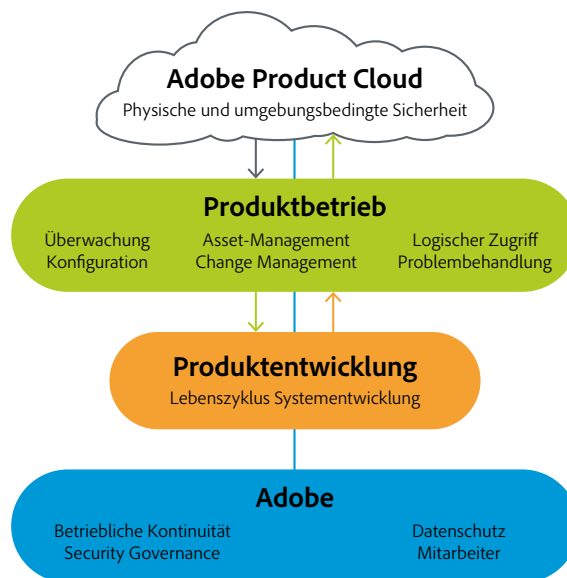 Adobe Product Cloud
Physische und umgebungsbedingte Sicherheit
Produktbetrieb
Überwachung Asset-Management Logischer Zugriff
Konfiguration Change Management Problembehandlung
Produktentwicklung
Lebenszyklus Systementwicklung
Adobe
Betriebliche Kontinuität Datenschutz
Security Governance Mitarbeiter